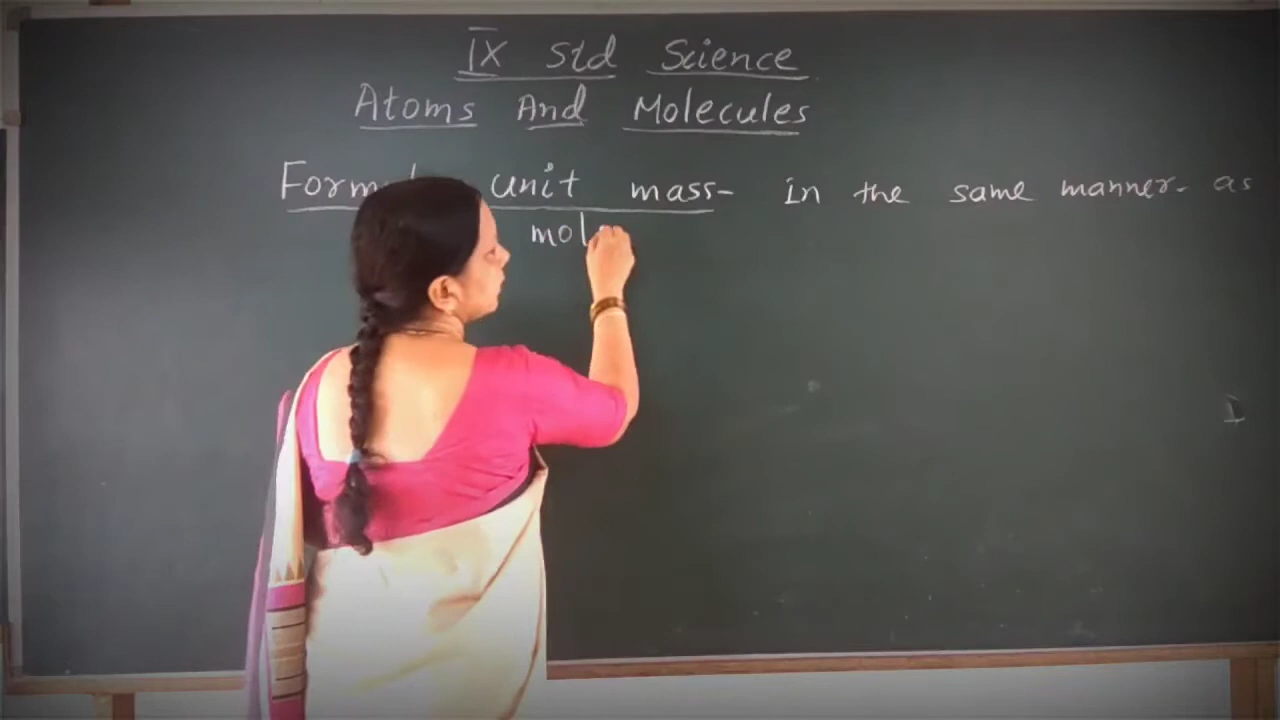 IX Std Science
Atoms And Molecules
unit mass- in the same manner as